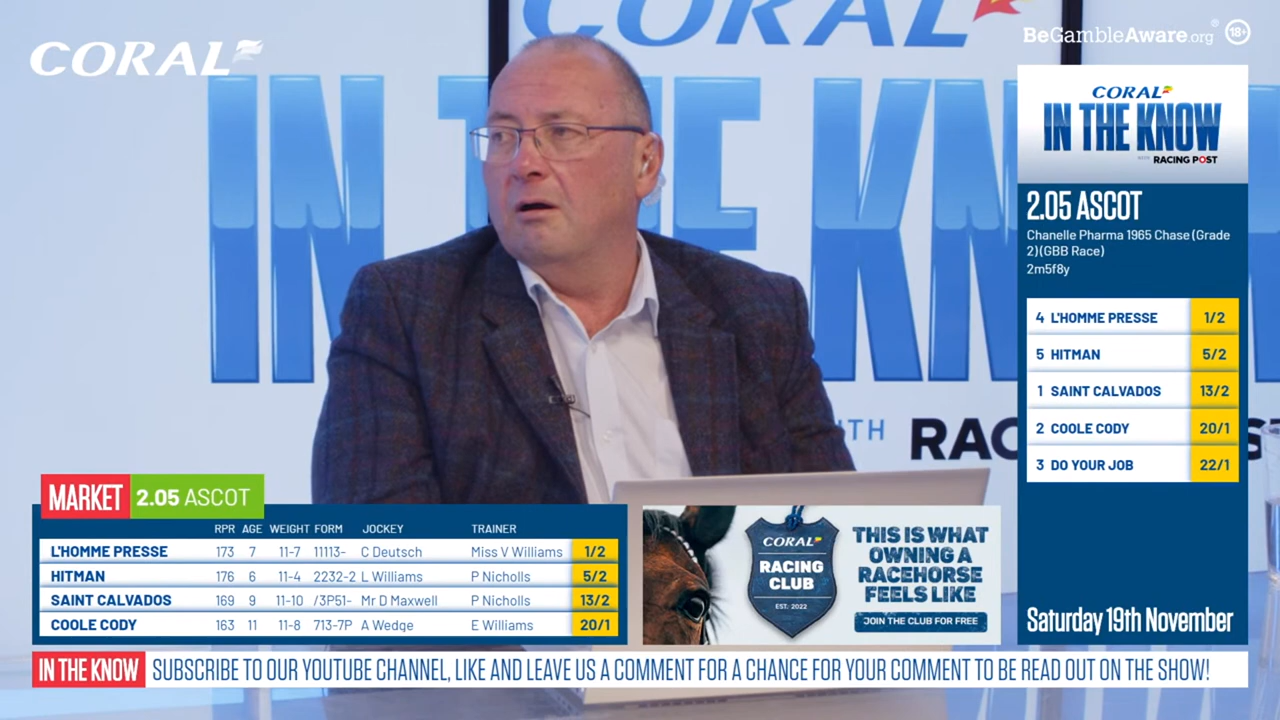 CORAL
CORAL
BeGambleAware.org® 18+
IN THE KNOW
WITH RACING POST
CORAL
IN THE KNOW
WITH RACING POST
2.05 ASCOT
Chanelle Pharma 1965 Chase (Grade
2)(GBB Race)
2m5f8y
4 L'HOMME PRESSE 1/2
5 HITMAN 5/2
1 SAINT CALVADOS 13/2
2 COOLE CODY 20/1
3 DO YOUR JOB 22/1
Saturday 19th November
MARKET 2.05 ASCOT
RPR AGE WEIGHT FORM JOCKEY TRAINER
L'HOMME PRESSE 173 7 11-7 11113- C Deutsch Miss V Williams 1/2
HITMAN 176 6 11-4 2232-2 L Williams P Nicholls 5/2
SAINT CALVADOS 169 9 11-10 /3P51- Mr D Maxwell P Nicholls 13/2
COOLE CODY 163 11 11-8 713-7P A Wedge E Williams 20/1
CORAL
RACING
CLUB
EST. 2022
THIS IS WHAT
OWNING A
RACEHORSE
FEELS LIKE
JOIN THE CLUB FOR FREE
IN THE KNOW SUBSCRIBE TO OUR YOUTUBE CHANNEL, LIKE AND LEAVE US A COMMENT FOR A CHANCE FOR YOUR COMMENT TO BE READ OUT ON THE SHOW!